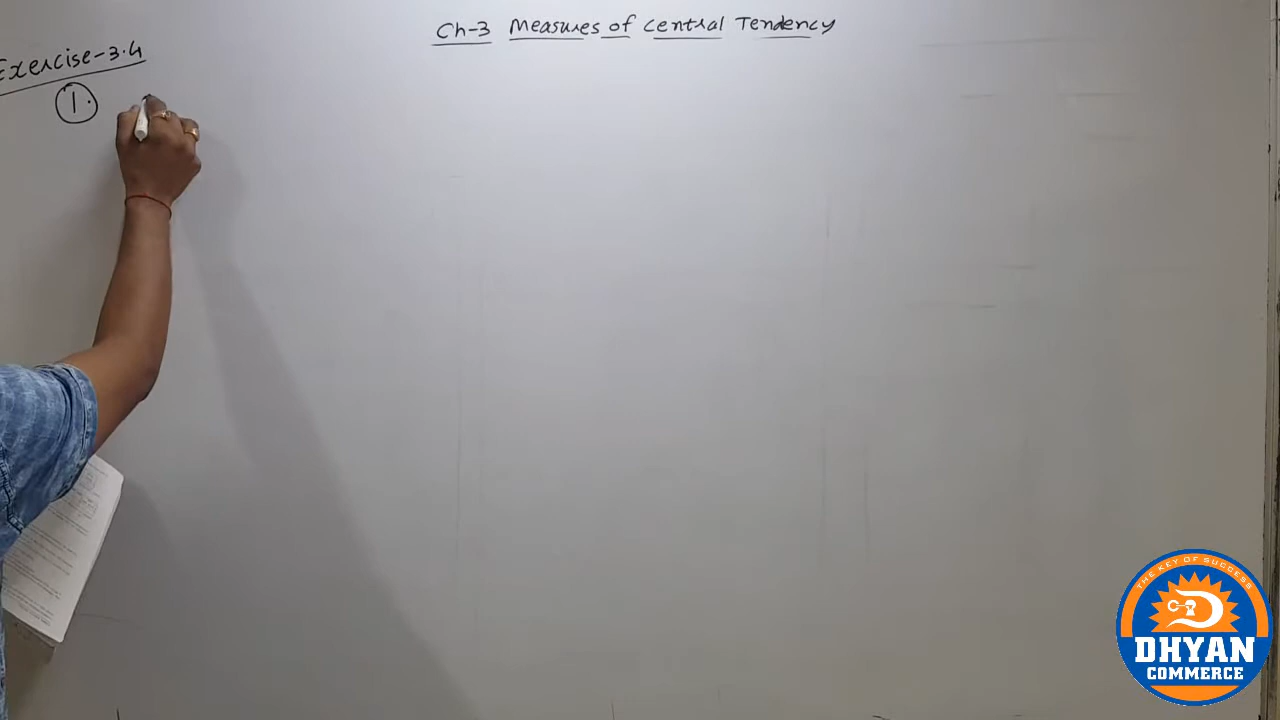 Ch-3 Measures of Central Tendency
Exercise-3.4
1.
THE KEY OF SUCCESS
DHYAN
COMMERCE